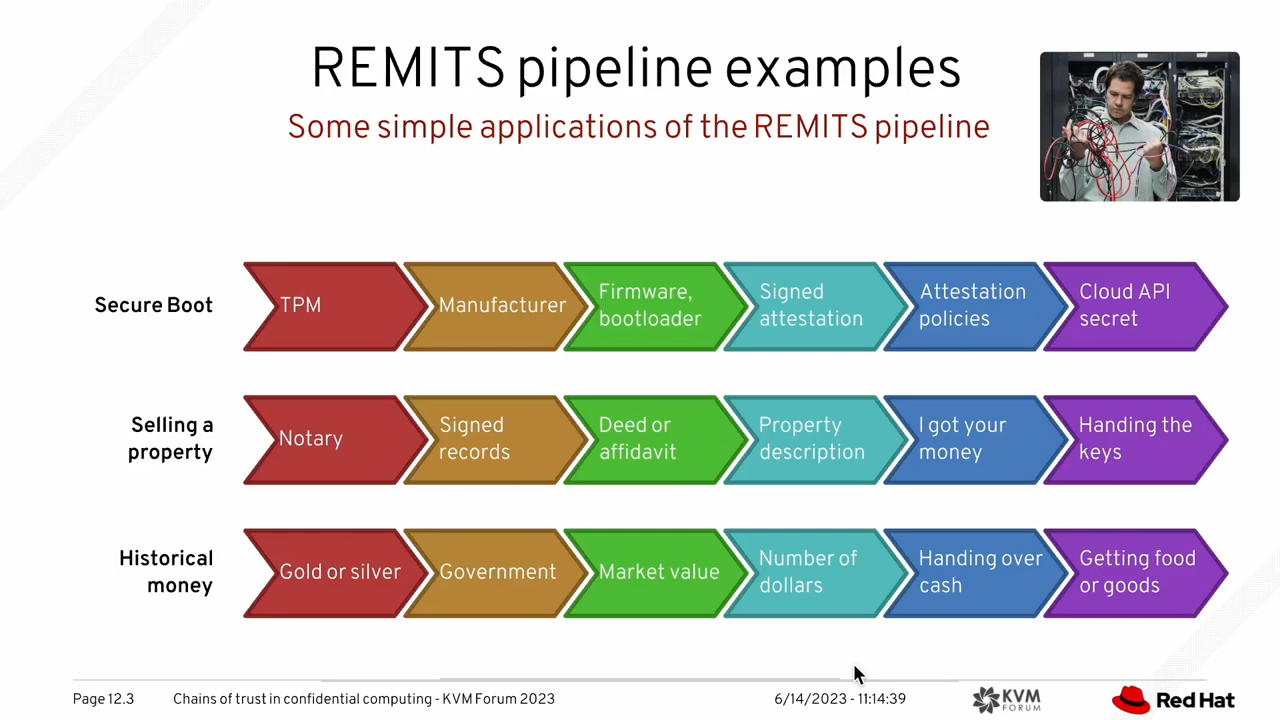 REMITS pipeline examples
Some simple applications of the REMITS pipeline
Secure Boot
TPM
Manufacturer
Firmware,
bootloader
Signed
attestation
Attestation
policies
Cloud API
secret
Selling a
property
Notary
Signed
records
Deed or
affidavit
Property
description
I got your
money
Handing the
keys
Historical
money
Gold or silver
Government
Market value
Number of
dollars
Handing over
cash
Getting food
or goods
Page 12.3
Chains of trust in confidential computing - KVM Forum 2023
6/14/2023 - 11:14:39
KVM
FORUM
Red Hat